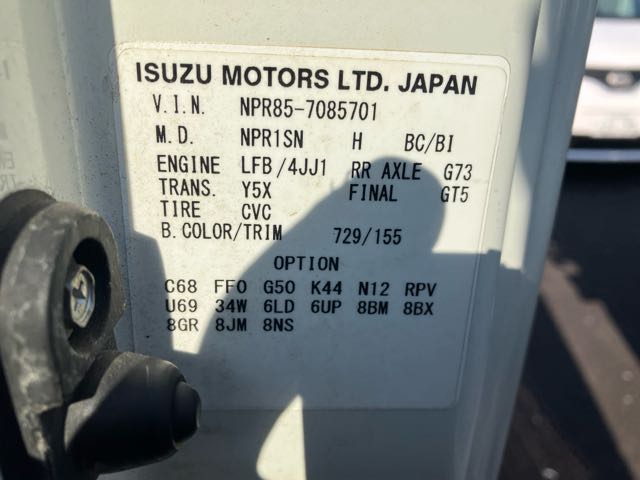 ISUZU MOTORS LTD. JAPAN
V.I.N. NPR85-7085701
M.D. NPR1SN H BC/BI
ENGINE LFB/4JJ1 RR AXLE G73
TRANS. Y5X FINAL GT5
TIRE CVC
B.COLOR/TRIM 729/155
OPTION
C68 FF0 G50 K44 N12 RPV
U69 34W 6LD 6UP 8BM 8BX
8GR 8JM 8NS